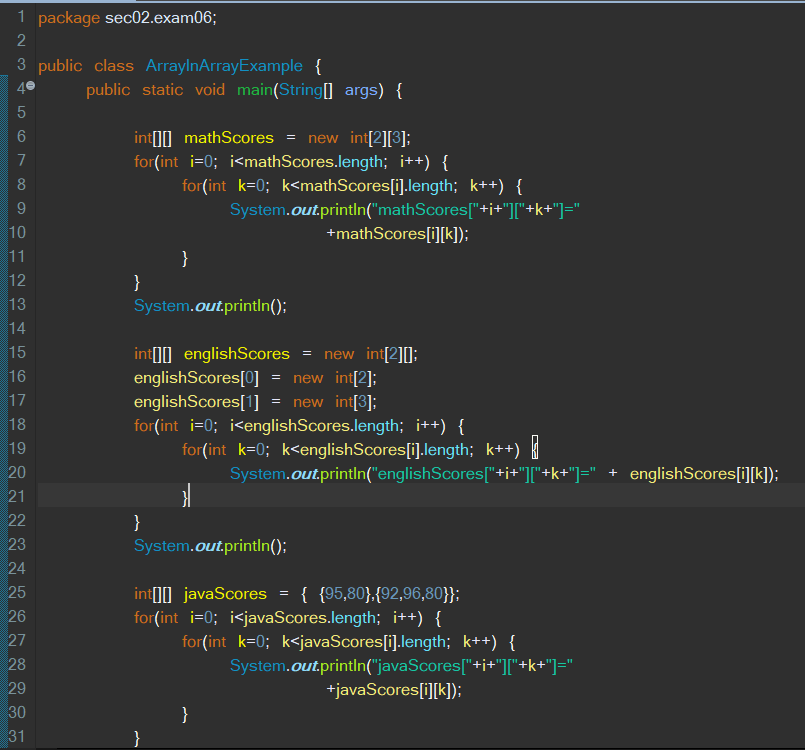 1 package sec02.exam06;
2
3 public class ArrayInArrayExample {
4 public static void main(String[] args) {
5
6 int[][] mathScores = new int[2][3];
7 for(int i=0; i<mathScores.length; i++) {
8 for(int k=0; k<mathScores[i].length; k++) {
9 System.out.println("mathScores["+i+"]["+k+"]="
10 +mathScores[i][k]);
11 }
12 }
13 System.out.println();
14
15 int[][] englishScores = new int[2][];
16 englishScores[0] = new int[2];
17 englishScores[1] = new int[3];
18 for(int i=0; i<englishScores.length; i++) {
19 for(int k=0; k<englishScores[i].length; k++) {
20 System.out.println("englishScores["+i+"]["+k+"]=" + englishScores[i][k]);
21 }
22 }
23 System.out.println();
24
25 int[][] javaScores = { {95,80},{92,96,80}};
26 for(int i=0; i<javaScores.length; i++) {
27 for(int k=0; k<javaScores[i].length; k++) {
28 System.out.println("javaScores["+i+"]["+k+"]="
29 +javaScores[i][k]);
30 }
31 }